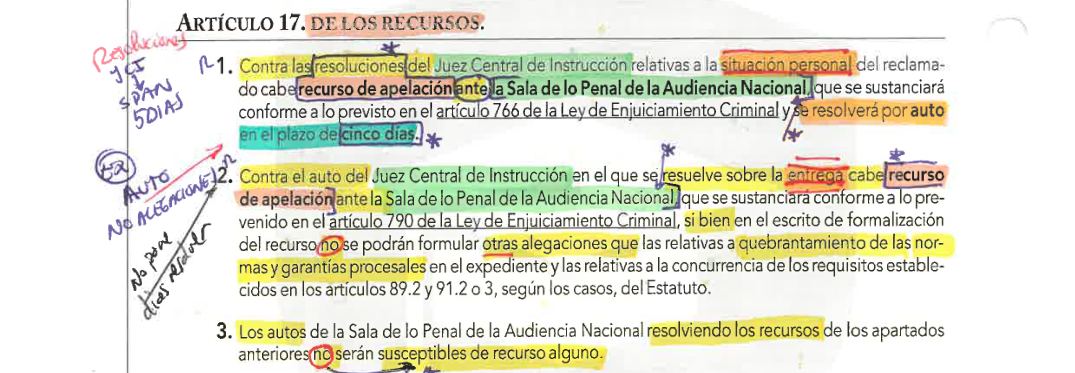 ARTÍCULO 17. DE LOS RECURSOS.
Resoluciones
JCI
SPAN
5DIAS
1. Contra las resoluciones del Juez Central de Instrucción relativas a la situación personal del reclama-
do cabe recurso de apelación ante la Sala de lo Penal de la Audiencia Nacional, que se sustanciará
conforme a lo previsto en el artículo 766 de la Ley de Enjuiciamiento Criminal y se resolverá por auto
en el plazo de cinco días.
AUTO
NO ALEGACIONES
2. Contra el auto del Juez Central de Instrucción en el que se resuelve sobre la entrega cabe recurso
de apelación ante la Sala de lo Penal de la Audiencia Nacional, que se sustanciará conforme a lo pre-
venido en el artículo 790 de la Ley de Enjuiciamiento Criminal, si bien en el escrito de formalización
del recurso no se podrán formular otras alegaciones que las relativas a quebrantamiento de las nor-
mas y garantías procesales en el expediente y las relativas a la concurrencia de los requisitos estable-
cidos en los artículos 89.2 y 91.2 o 3, según los casos, del Estatuto.
No pone
dias resolver
3. Los autos de la Sala de lo Penal de la Audiencia Nacional resolviendo los recursos de los apartados
anteriores no serán susceptibles de recurso alguno.